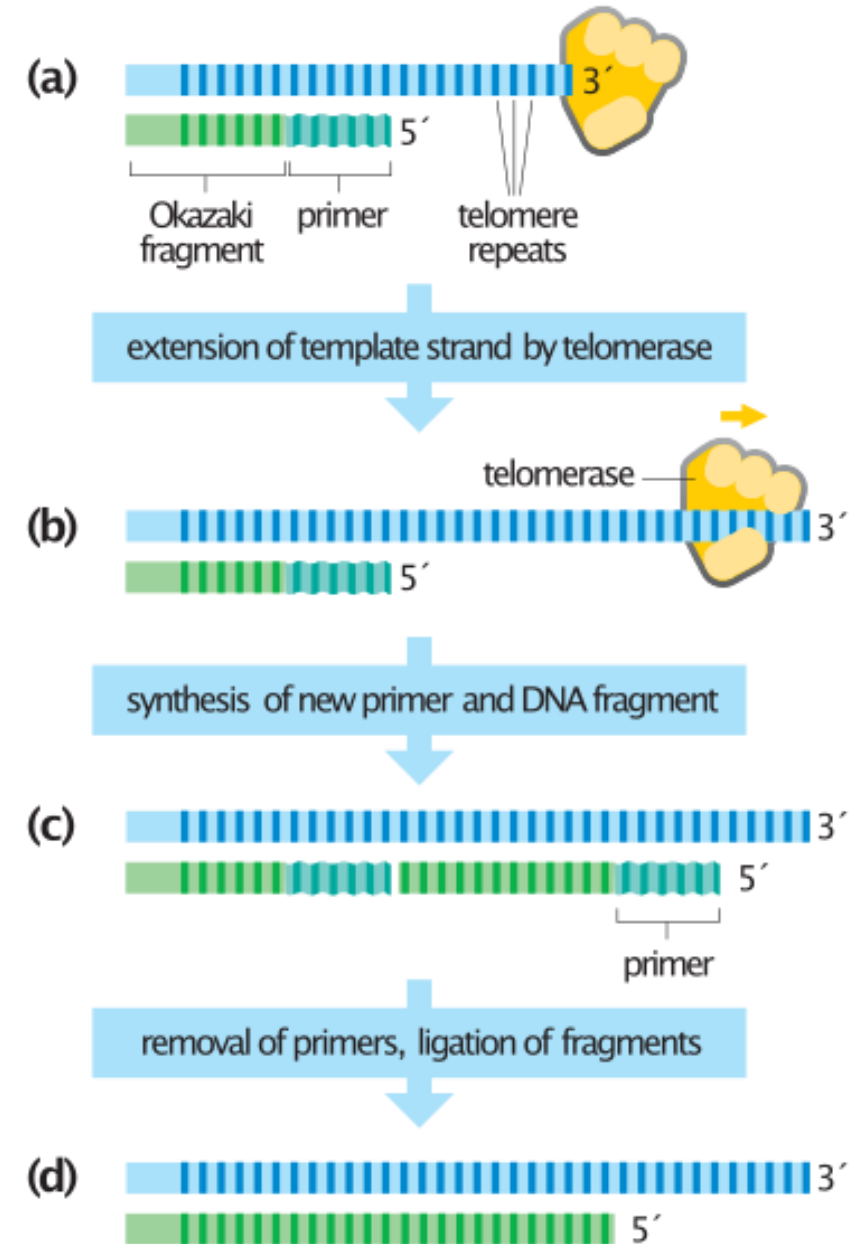 (a)
3´
5´
Okazaki
fragment
primer
telomere
repeats
extension of template strand by telomerase
telomerase
(b)
3´
5´
synthesis of new primer and DNA fragment
(c)
3´
5´
primer
removal of primers, ligation of fragments
(d)
3´
5´